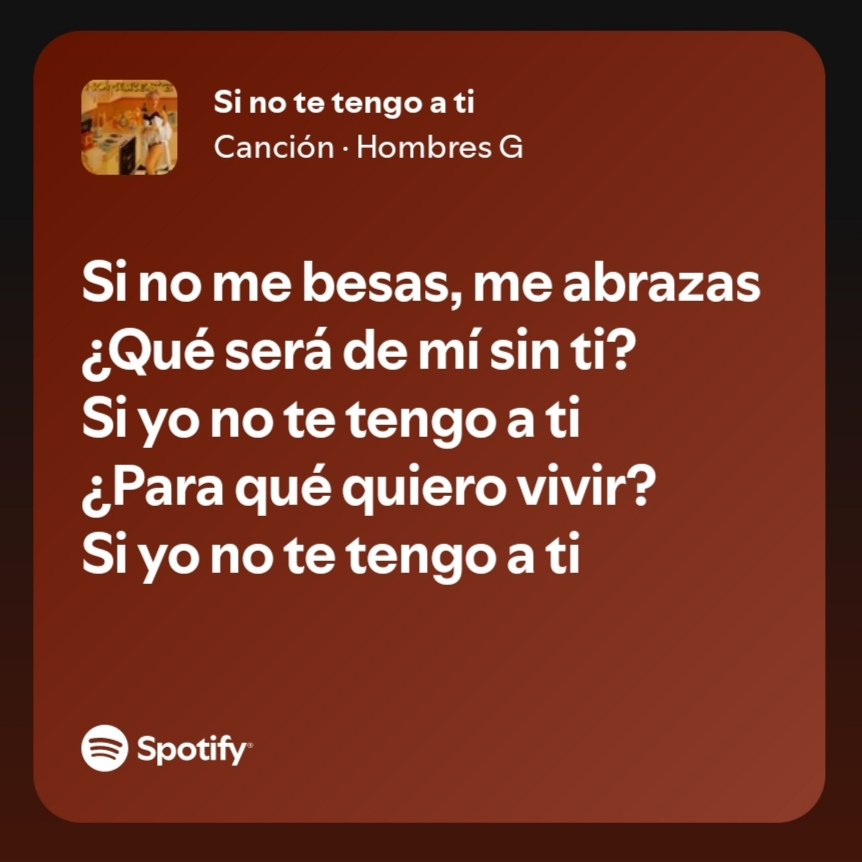 Si no te tengo a ti
Canción · Hombres G
Si no me besas, me abrazas
¿Qué será de mí sin ti?
Si yo no te tengo a ti
¿Para qué quiero vivir?
Si yo no te tengo a ti
Spotify